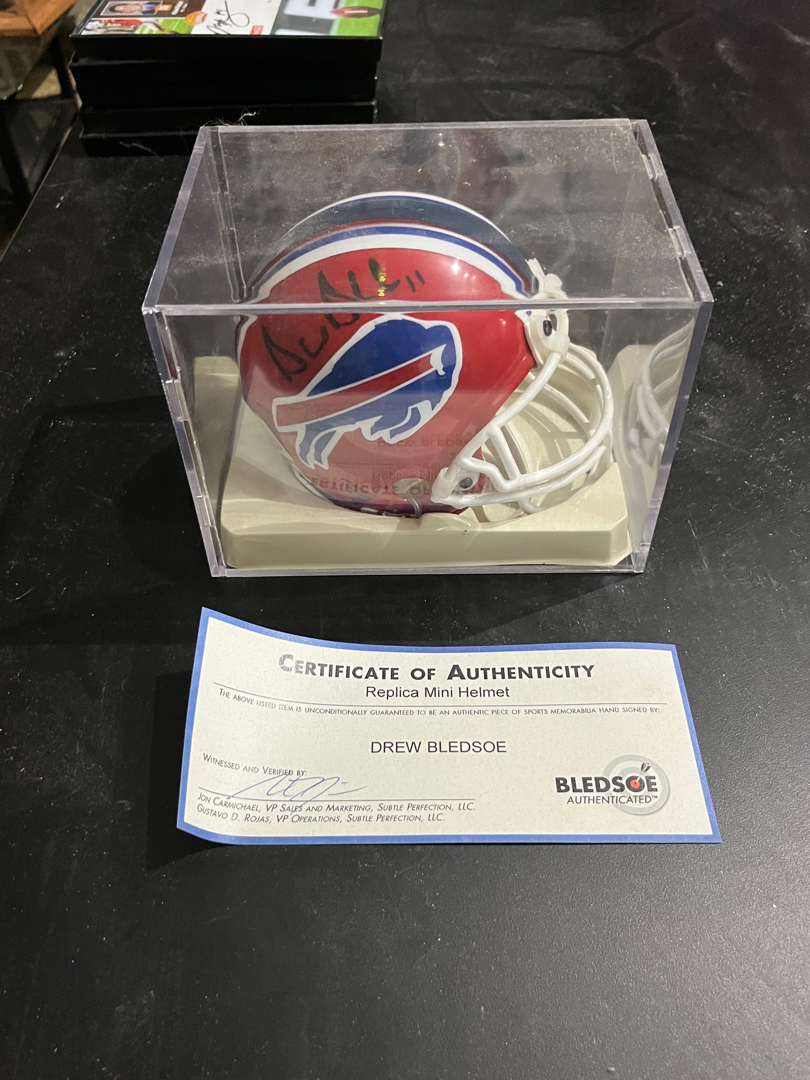 11
CERTIFICATE OF AUTHENTICITY
Replica Mini Helmet
THE ABOVE LISTED ITEM IS UNCONDITIONALLY GUARANTEED TO BE AN AUTHENTIC PIECE OF SPORTS MEMORABILIA HAND SIGNED BY:
DREW BLEDSOE
WITNESSED AND VERIFIED BY:
JON CARMICHAEL, VP SALES AND MARKETING, SUBTLE PERFECTION, LLC.
GUSTAVO D. ROJAS, VP OPERATIONS, SUBTLE PERFECTION, LLC.
BLEDSOE
AUTHENTICATED™